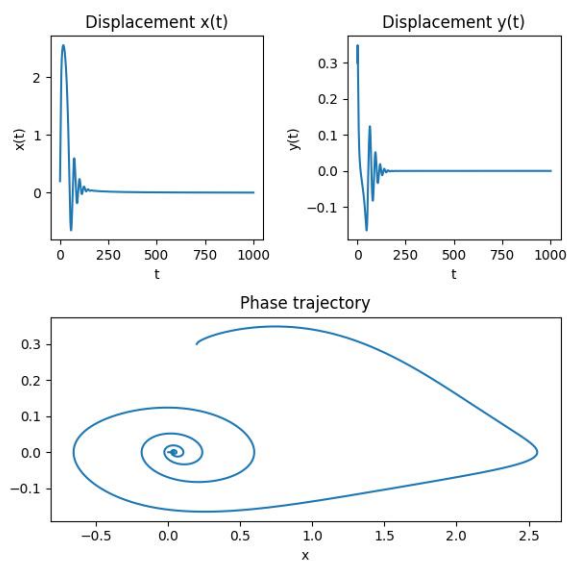 Displacement x(t)
Displacement y(t)
x(t)
2
1
0
0 250 500 750 1000
t
y(t)
0.3
0.2
0.1
0.0
−0.1
0 250 500 750 1000
t
Phase trajectory
0.3
0.2
0.1
0.0
−0.1
−0.5 0.0 0.5 1.0 1.5 2.0 2.5
x